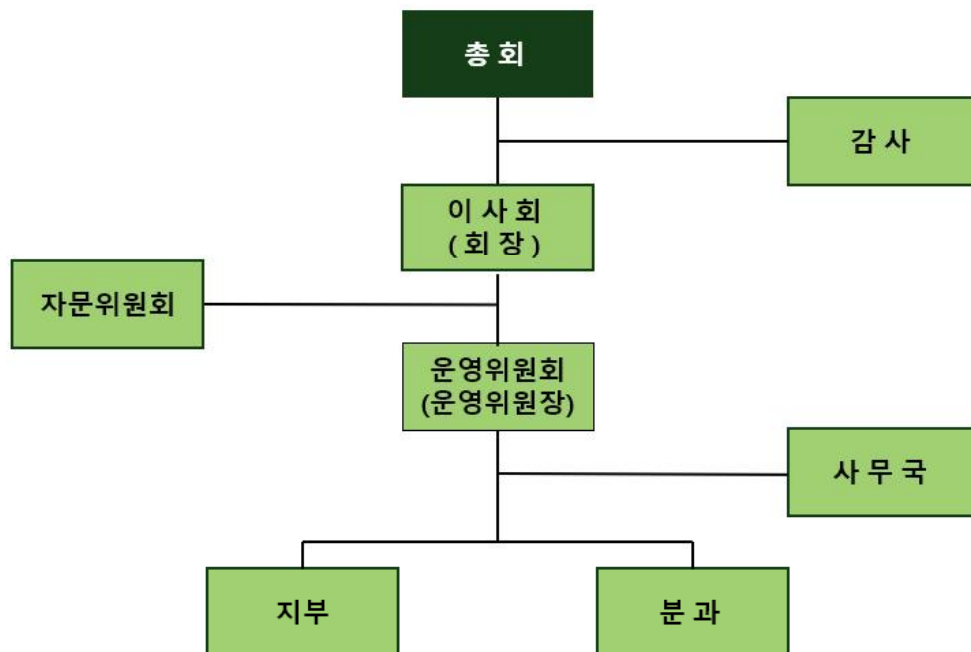 총 회
감 사
이 사 회
( 회 장 )
자문위원회
운영위원회
(운영위원장)
사 무 국
지부
분 과